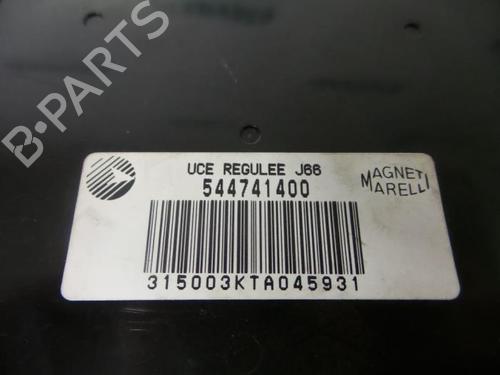 B-PARTS
UCE REGULEE J66
544741400
MAGNETI
MARELLI
315003KTA045931